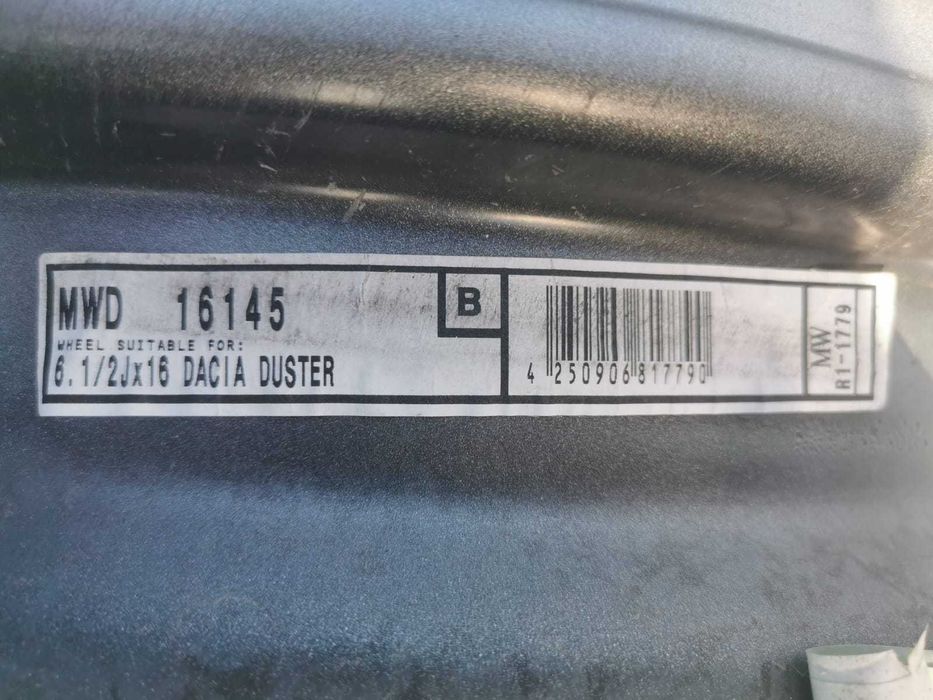 MWD 16145
B
WHEEL SUITABLE FOR:
6.1/2Jx16 DACIA DUSTER
4 250906 817790
MW
R1-1779